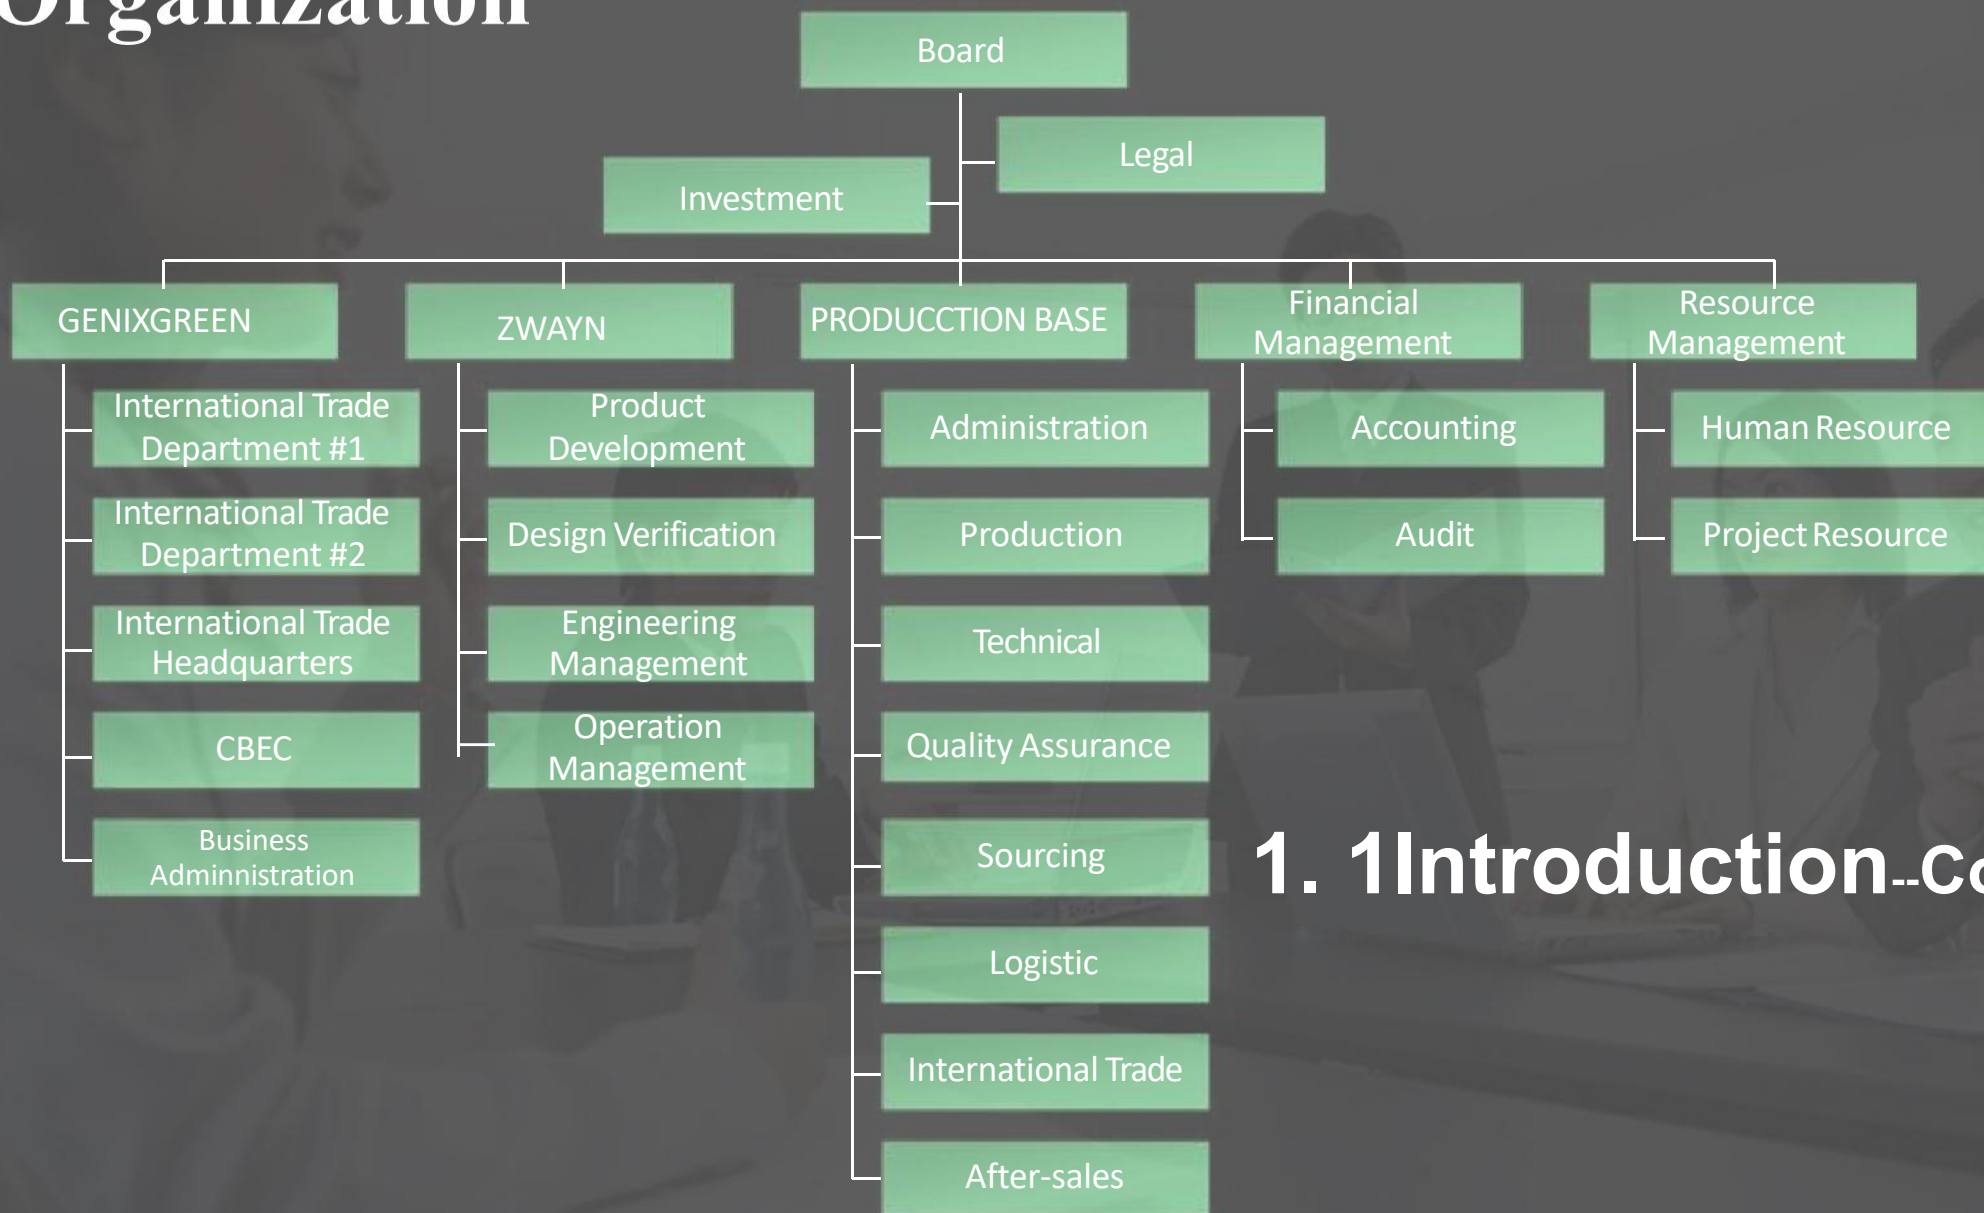 Organization
Board
Legal
Investment
GENIXGREEN
ZWAYN
PRODUCCTION BASE
Financial
Management
Resource
Management
International Trade
Department #1
International Trade
Department #2
International Trade
Headquarters
CBEC
Business
Adminnistration
Product
Development
Design Verification
Engineering
Management
Operation
Management
Administration
Production
Technical
Quality Assurance
Sourcing
Logistic
International Trade
After-sales
Accounting
Audit
Human Resource
Project Resource
1. 1Introduction--Co